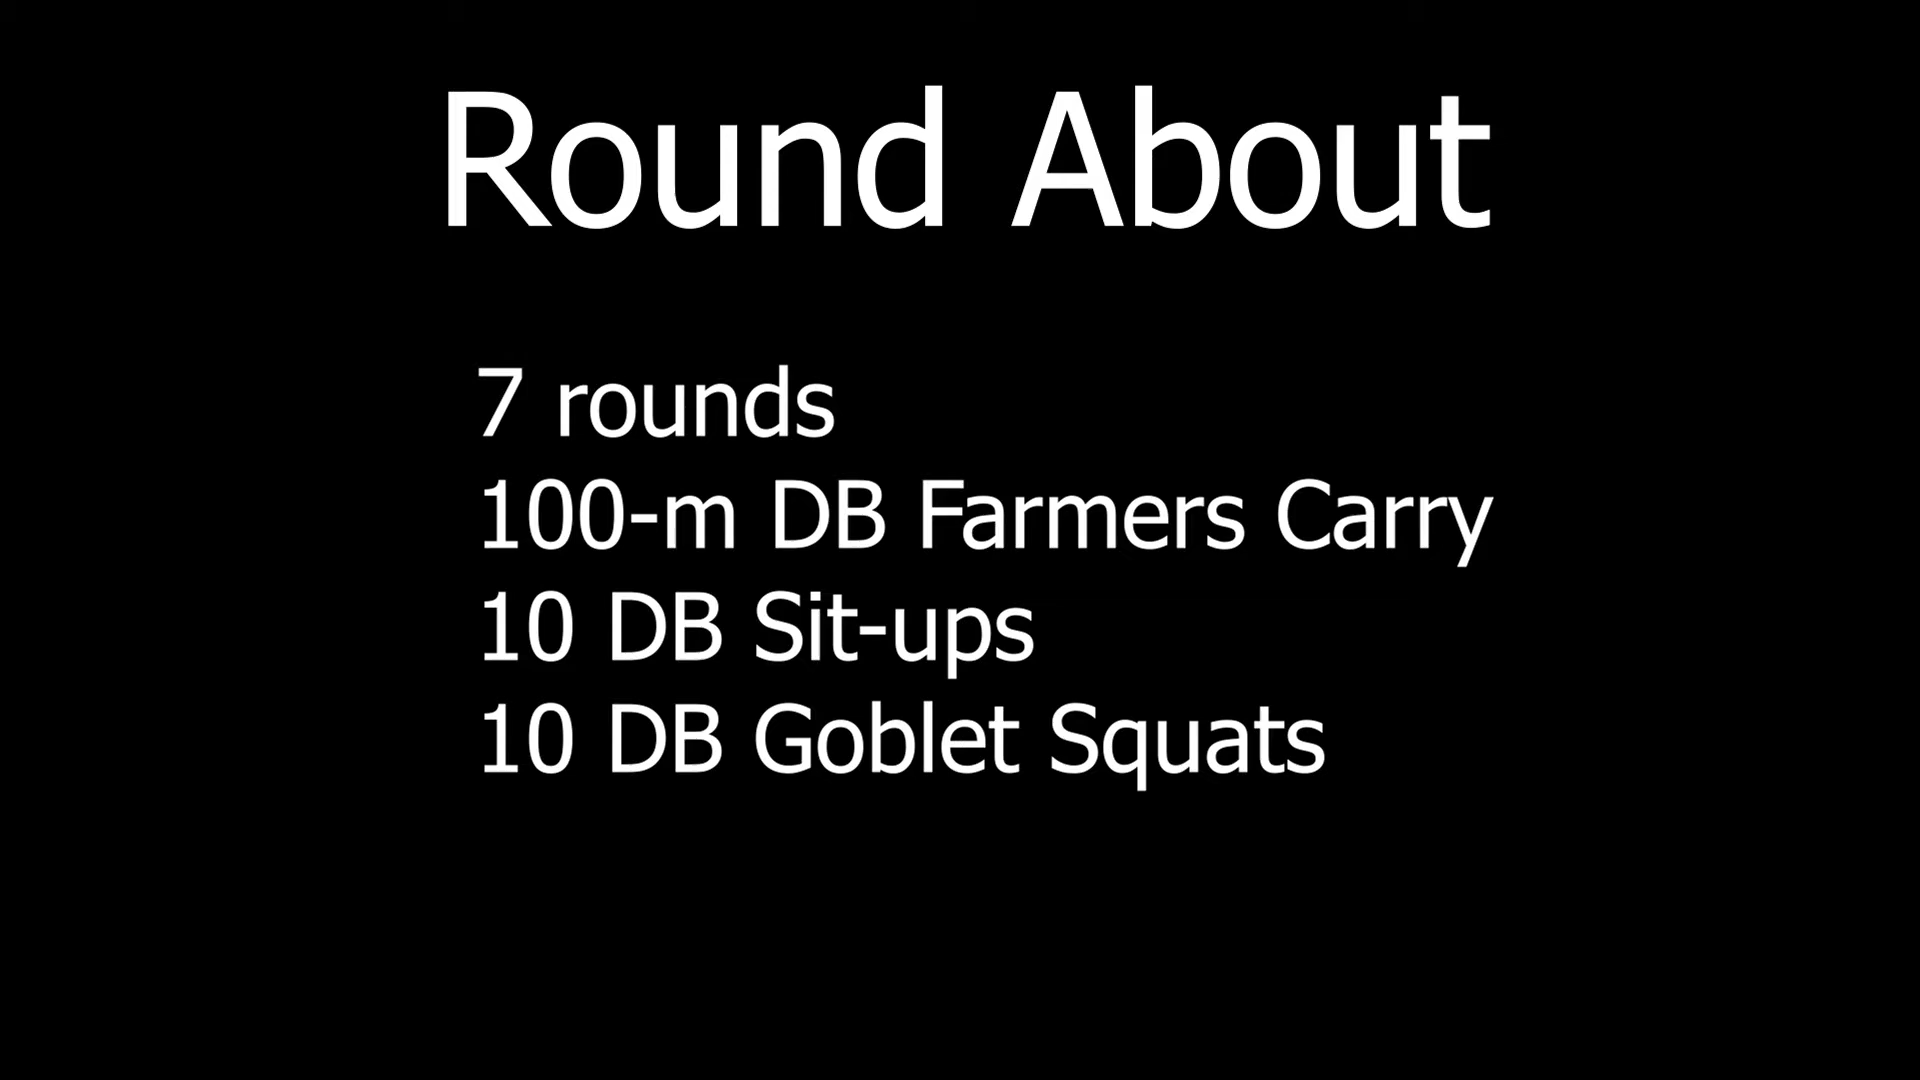 Round About
7 rounds
100-m DB Farmers Carry
10 DB Sit-ups
10 DB Goblet Squats